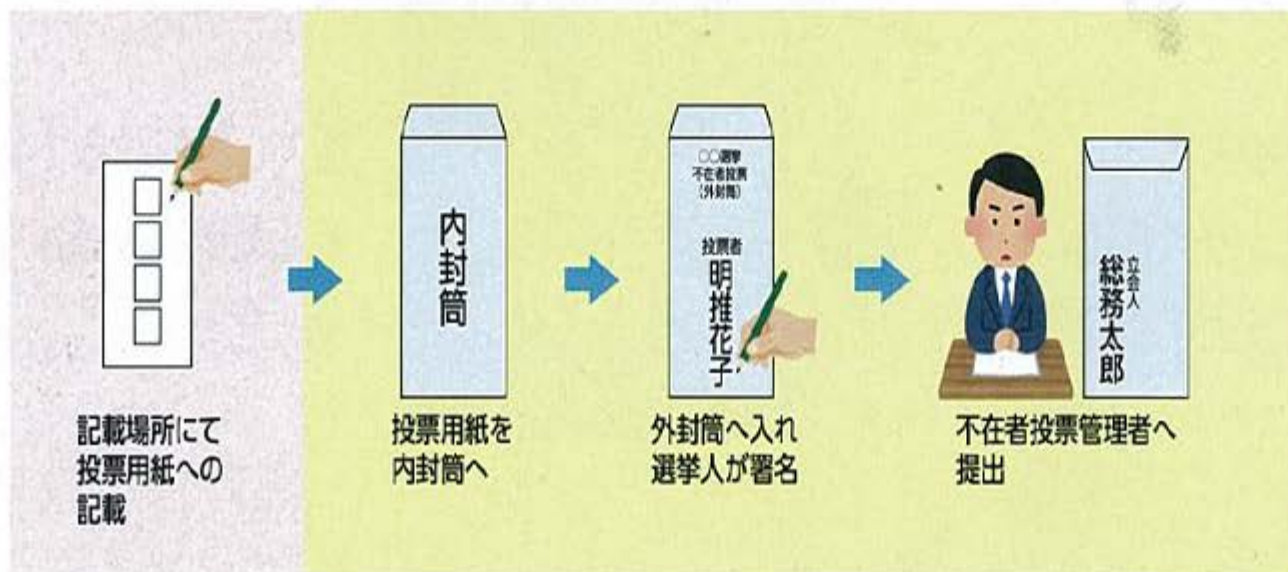 記載場所にて
投票用紙への
記載
内封筒
投票用紙を
内封筒へ
○○選挙
不在者投票
(外封筒)
投票者
明推花子
外封筒へ入れ
選挙人が署名
立会人
総務太郎
不在者投票管理者へ
提出